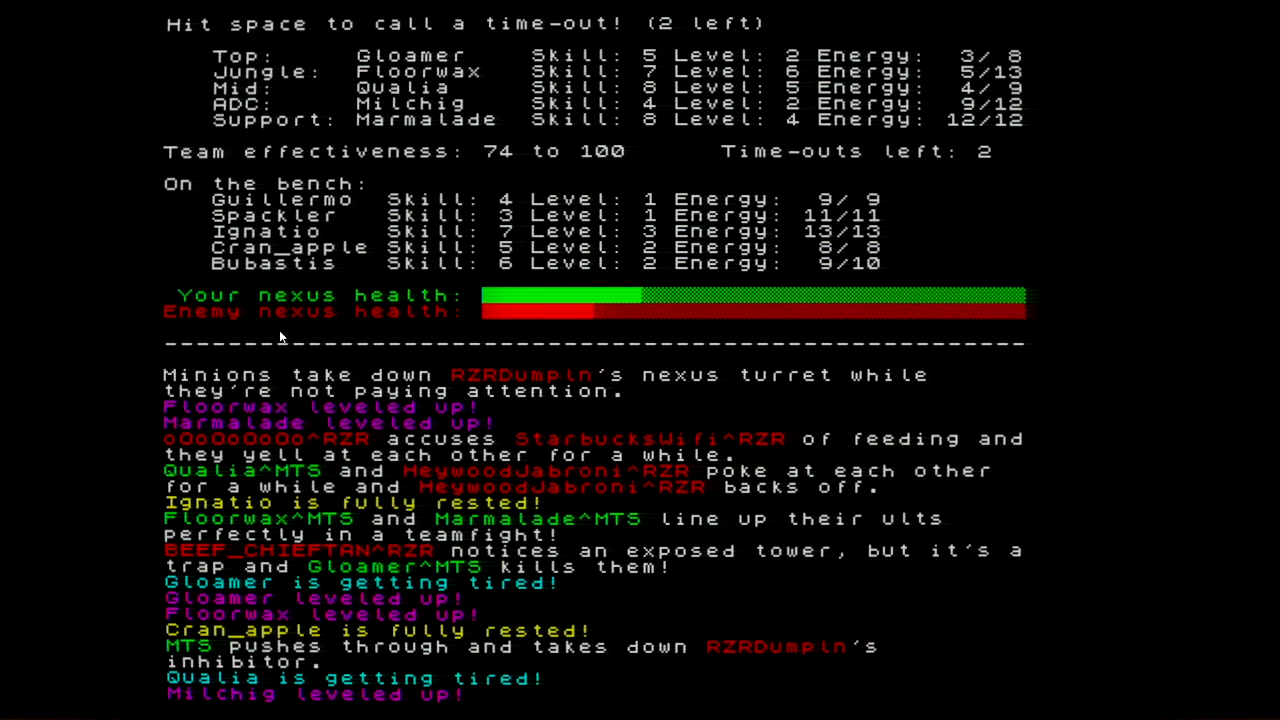 Hit space to call a time-out! (2 left)
Top: Gloamer Skill: 5 Level: 2 Energy: 3/ 8
Jungle: Floorwax Skill: 7 Level: 6 Energy: 5/13
Mid: Qualia Skill: 8 Level: 5 Energy: 4/ 9
ADC: Milchig Skill: 4 Level: 2 Energy: 9/12
Support: Marmalade Skill: 8 Level: 4 Energy: 12/12
Team effectiveness: 74 to 100 Time-outs left: 2
On the bench:
Guillermo Skill: 4 Level: 1 Energy: 9/ 9
Spackler Skill: 3 Level: 1 Energy: 11/11
Ignatio Skill: 7 Level: 3 Energy: 13/13
Cran_apple Skill: 5 Level: 2 Energy: 8/ 8
Bubastis Skill: 6 Level: 2 Energy: 9/10
Your nexus health:
Enemy nexus health:
Minions take down RZRDumpln's nexus turret while
they're not paying attention.
Floorwax leveled up!
Marmalade leveled up!
oOoOoOoOo^RZR accuses StarbucksWifi^RZR of feeding and
they yell at each other for a while.
Qualia^MTS and HeywoodJabroni^RZR poke at each other
for a while and HeywoodJabroni^RZR backs off.
Ignatio is fully rested!
Floorwax^MTS and Marmalade^MTS line up their ults
perfectly in a teamfight!
BEEF_CHIEFTAN^RZR notices an exposed tower, but it's a
trap and Gloamer^MTS kills them!
Gloamer is getting tired!
Gloamer leveled up!
Floorwax leveled up!
Cran_apple is fully rested!
MTS pushes through and takes down RZRDumpln's
inhibitor.
Qualia is getting tired!
Milchig leveled up!